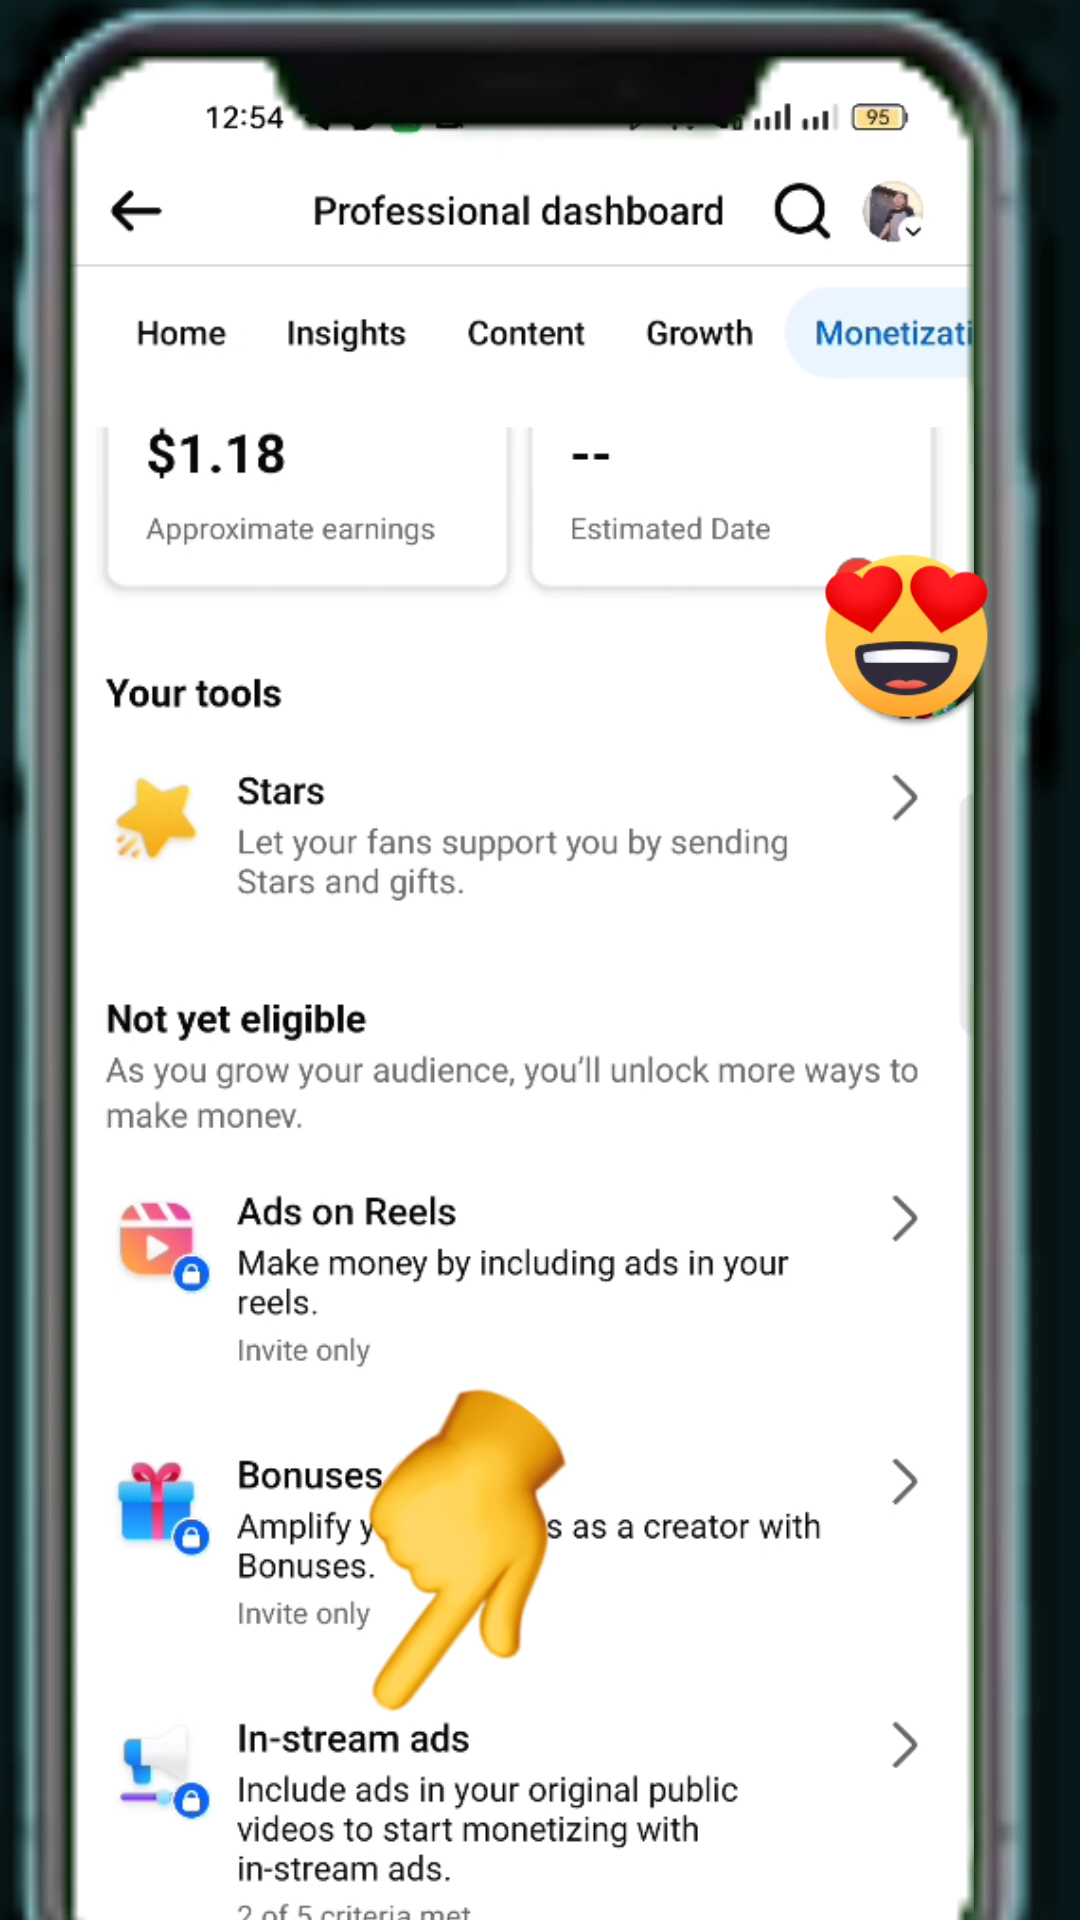 12:54
95
Professional dashboard
Home Insights Content Growth Monetizati
$1.18
--
Approximate earnings
Estimated Date
Your tools
Stars
Let your fans support you by sending
Stars and gifts.
Not yet eligible
As you grow your audience, you'll unlock more ways to
make money.
Ads on Reels
Make money by including ads in your
reels.
Invite only
Bonuses
Amplify y s as a creator with
Bonuses.
Invite only
In-stream ads
Include ads in your original public
videos to start monetizing with
in-stream ads.
2 of 5 criteria met